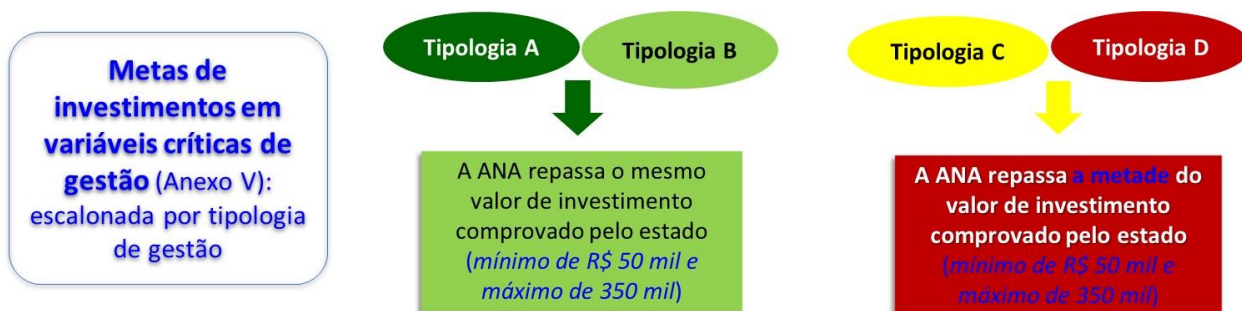 Metas de
investimentos em
variáveis críticas de
gestão (Anexo V):
escalonada por tipologia
de gestão
Tipologia A
Tipologia B
A ANA repassa o mesmo
valor de investimento
comprovado pelo estado
(mínimo de R$ 50 mil e
máximo de 350 mil)
Tipologia C
Tipologia D
A ANA repassa a metade do
valor de investimento
comprovado pelo estado
(mínimo de R$ 50 mil e
máximo de 350 mil)